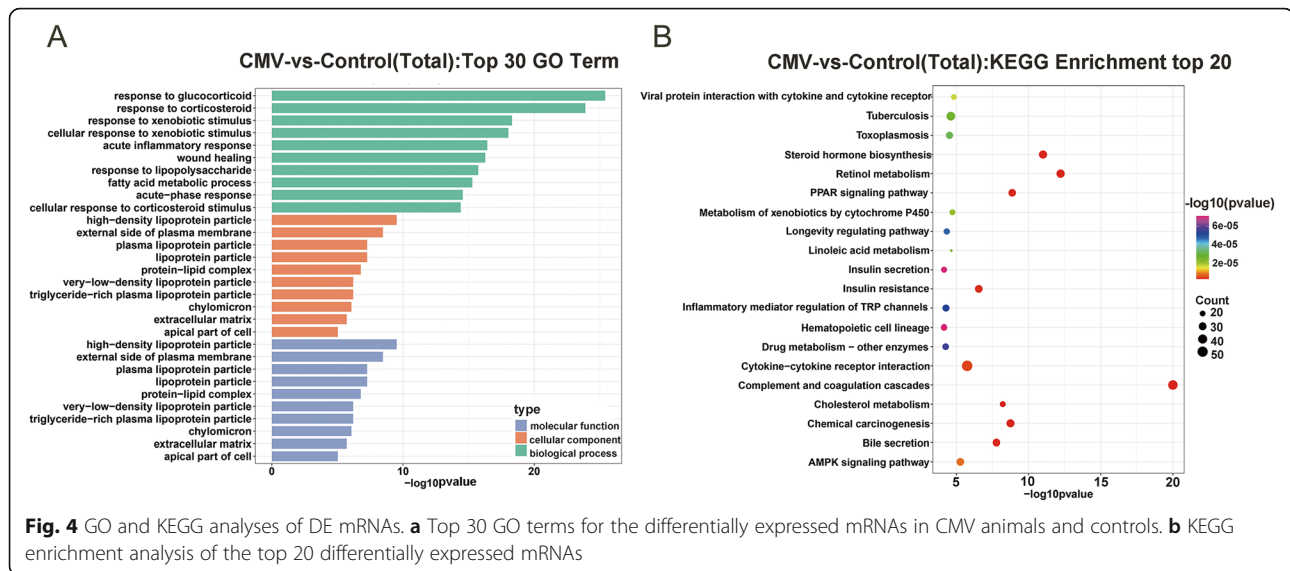 A
CMV-vs-Control(Total):Top 30 GO Term
response to glucocorticoid
response to corticosteroid
response to xenobiotic stimulus
cellular response to xenobiotic stimulus
acute inflammatory response
wound healing
response to lipopolysaccharide
fatty acid metabolic process
acute−phase response
cellular response to corticosteroid stimulus
high−density lipoprotein particle
external side of plasma membrane
plasma lipoprotein particle
lipoprotein particle
protein−lipid complex
very−low−density lipoprotein particle
triglyceride−rich plasma lipoprotein particle
chylomicron
extracellular matrix
apical part of cell
high−density lipoprotein particle
external side of plasma membrane
plasma lipoprotein particle
lipoprotein particle
protein−lipid complex
very−low−density lipoprotein particle
triglyceride−rich plasma lipoprotein particle
chylomicron
extracellular matrix
apical part of cell
type
molecular function
cellular component
biological process
0 10 20
−log10pvalue
B
CMV-vs-Control(Total):KEGG Enrichment top 20
Viral protein interaction with cytokine and cytokine receptor
Tuberculosis
Toxoplasmosis
Steroid hormone biosynthesis
Retinol metabolism
PPAR signaling pathway
Metabolism of xenobiotics by cytochrome P450
Longevity regulating pathway
Linoleic acid metabolism
Insulin secretion
Insulin resistance
Inflammatory mediator regulation of TRP channels
Hematopoietic cell lineage
Drug metabolism − other enzymes
Cytokine−cytokine receptor interaction
Complement and coagulation cascades
Cholesterol metabolism
Chemical carcinogenesis
Bile secretion
AMPK signaling pathway
5 10 15 20
−log10pvalue
-log10(pvalue)
6e-05
4e-05
2e-05
Count
20
30
40
50
Fig. 4 GO and KEGG analyses of DE mRNAs. a Top 30 GO terms for the differentially expressed mRNAs in CMV animals and controls. b KEGG
enrichment analysis of the top 20 differentially expressed mRNAs